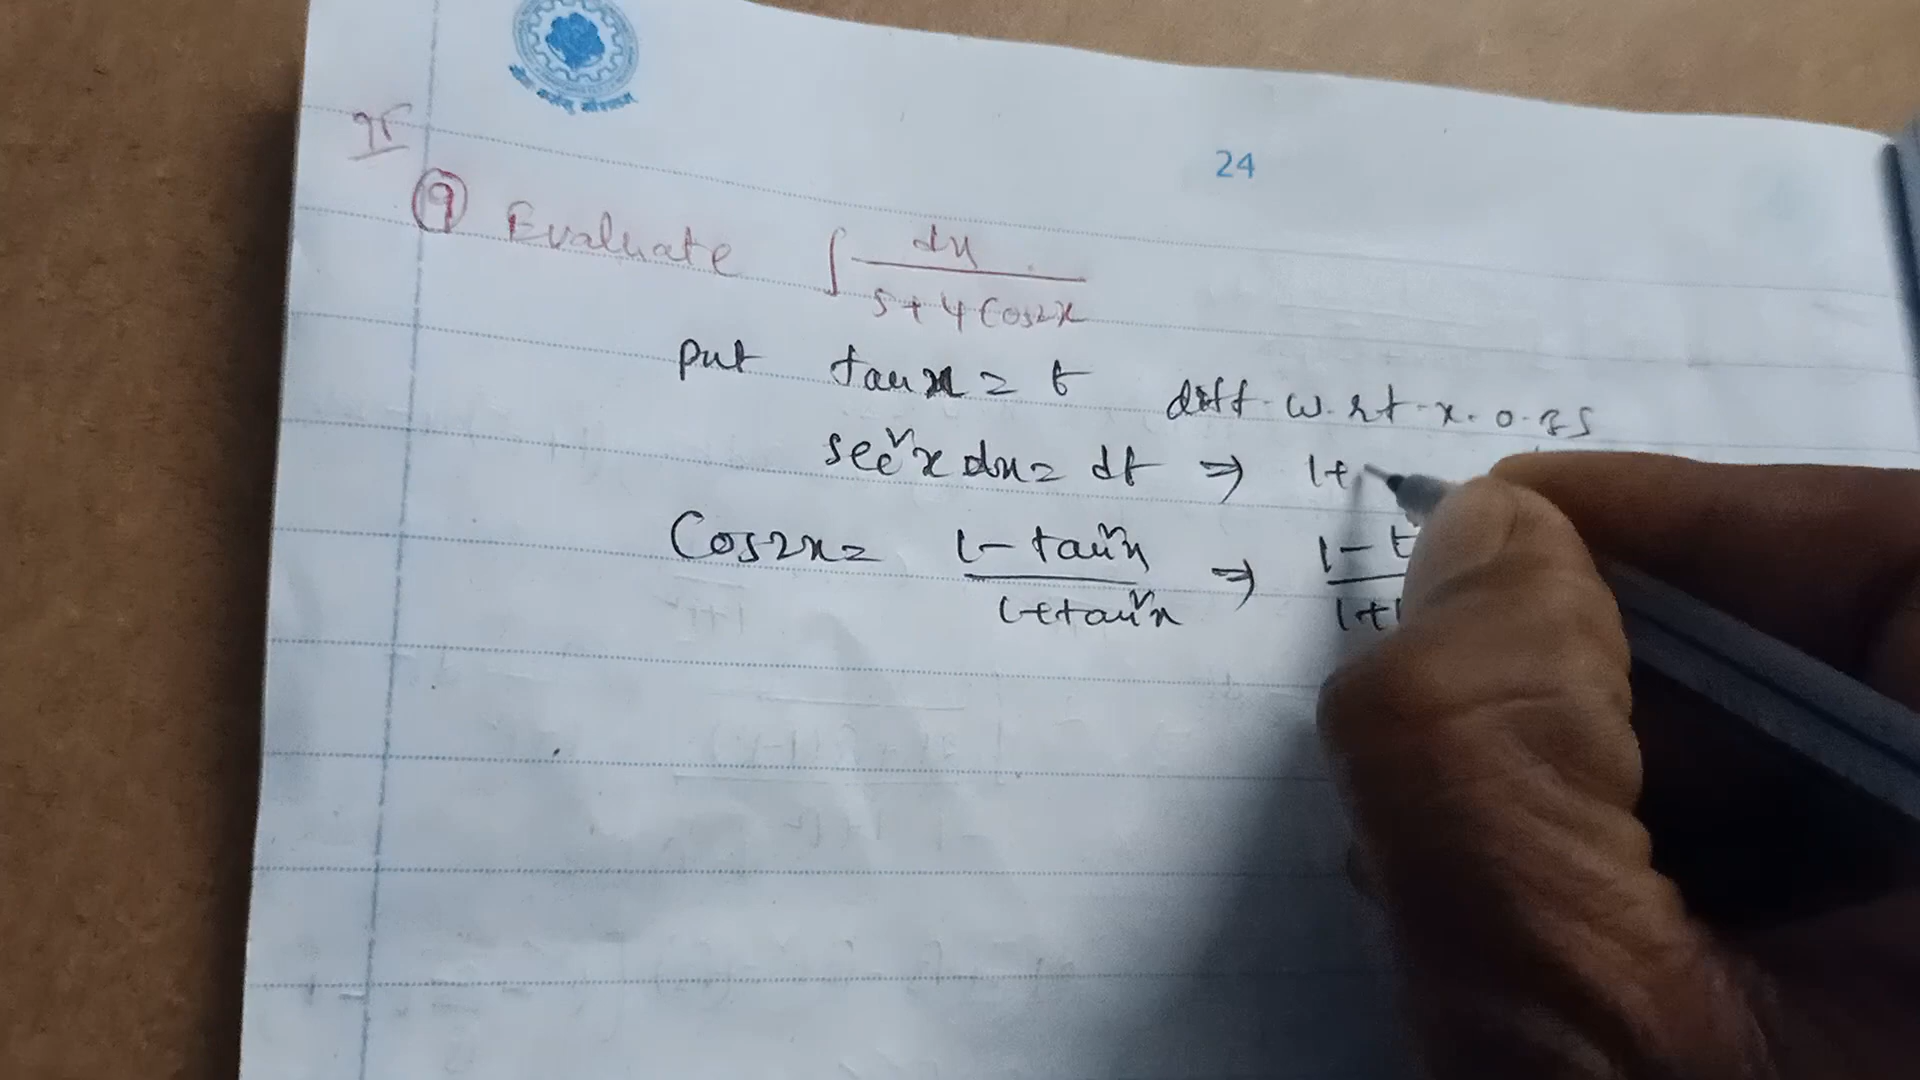 24
⑨ Evaluate ∫ dx / (5+4 Cos2x)
put tan x = t diff. w.r.t. x. o.
sec²x dx = dt ⇒ 1+
Cos2x = (1-tan²x)/(1+tan²x) ⇒ (1-t)/(1+